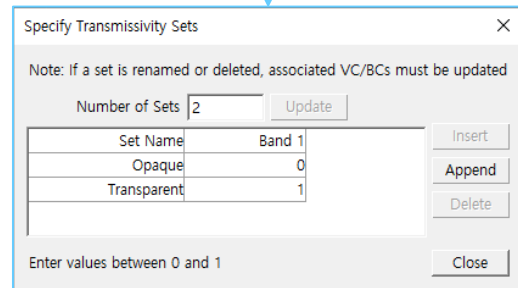 Specify Transmissivity Sets
Note: If a set is renamed or deleted, associated VC/BCs must be updated
Number of Sets 2 Update
Set Name Band 1 Insert
Opaque 0 Append
Transparent 1 Delete
Enter values between 0 and 1 Close